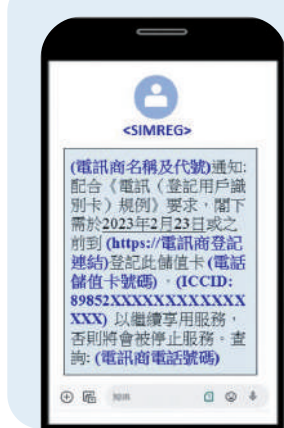 <SIMREG>
(電訊商名稱及代號)通知:
配合《電訊（登記用戶識
別卡）規例》要求，閣下
需於2023年2月23日或之
前到 (https://電訊商登記
連結)登記此儲值卡 (電話
儲值卡號碼)，(ICCID:
89852XXXXXXXXXXXX
XXX) 以繼續享用服務，
否則將會被停止服務。查
詢: (電訊商電話號碼)